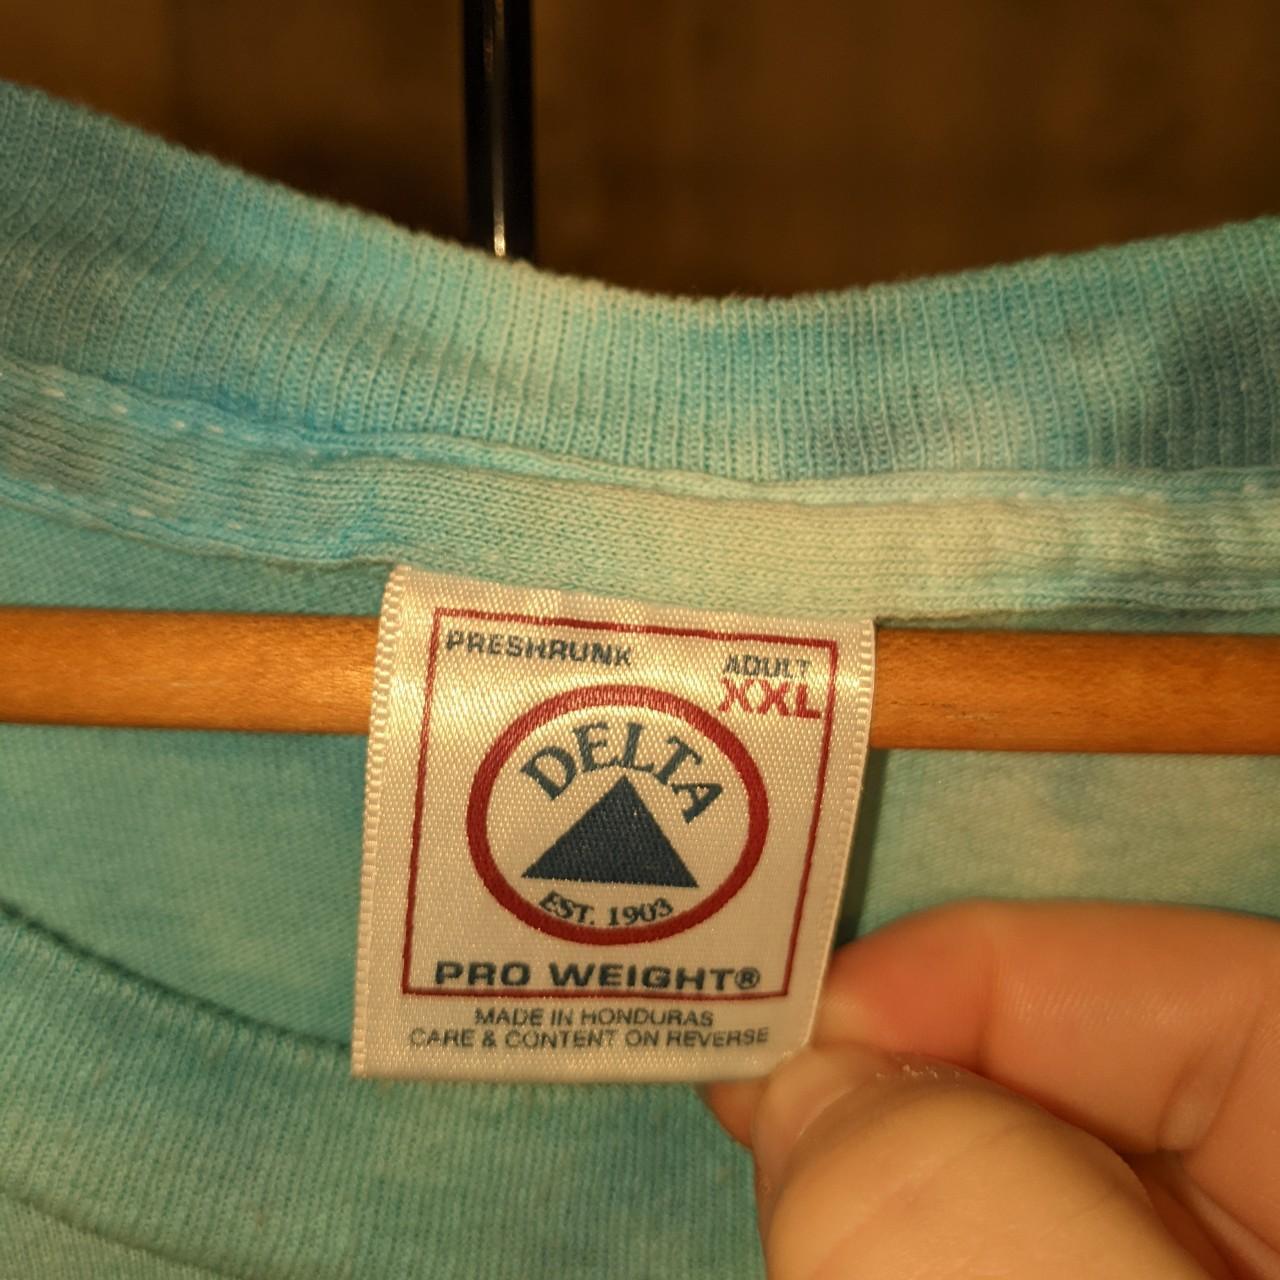 PRESHRUNK
ADULT
XXL
DELTA
EST. 1903
PRO WEIGHT®
MADE IN HONDURAS
CARE & CONTENT ON REVERSE